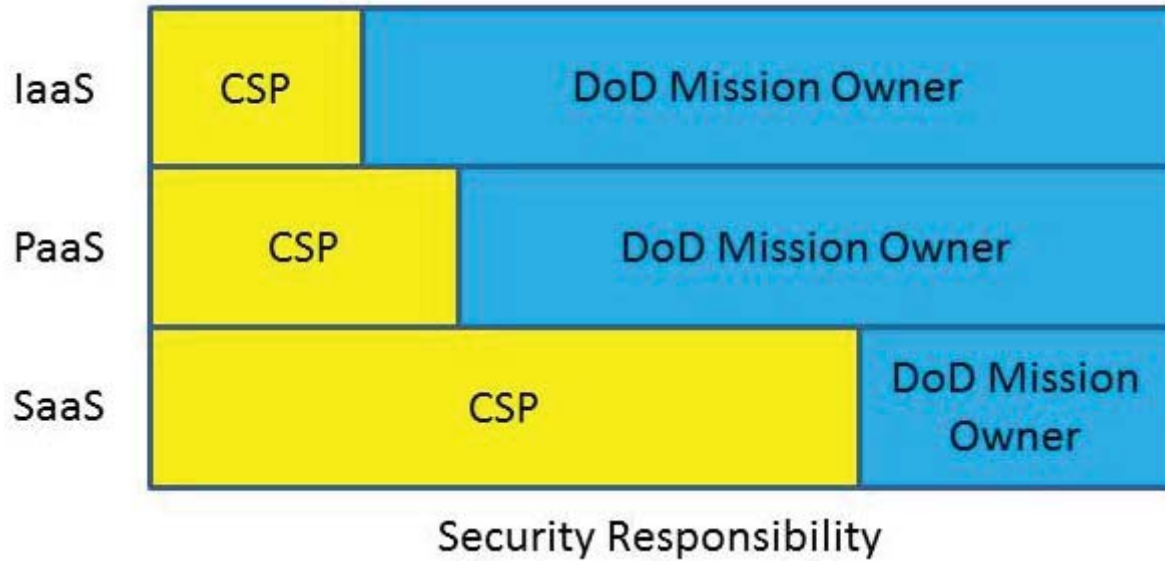 IaaS
CSP
DoD Mission Owner
PaaS
CSP
DoD Mission Owner
SaaS
CSP
DoD Mission
Owner
Security Responsibility